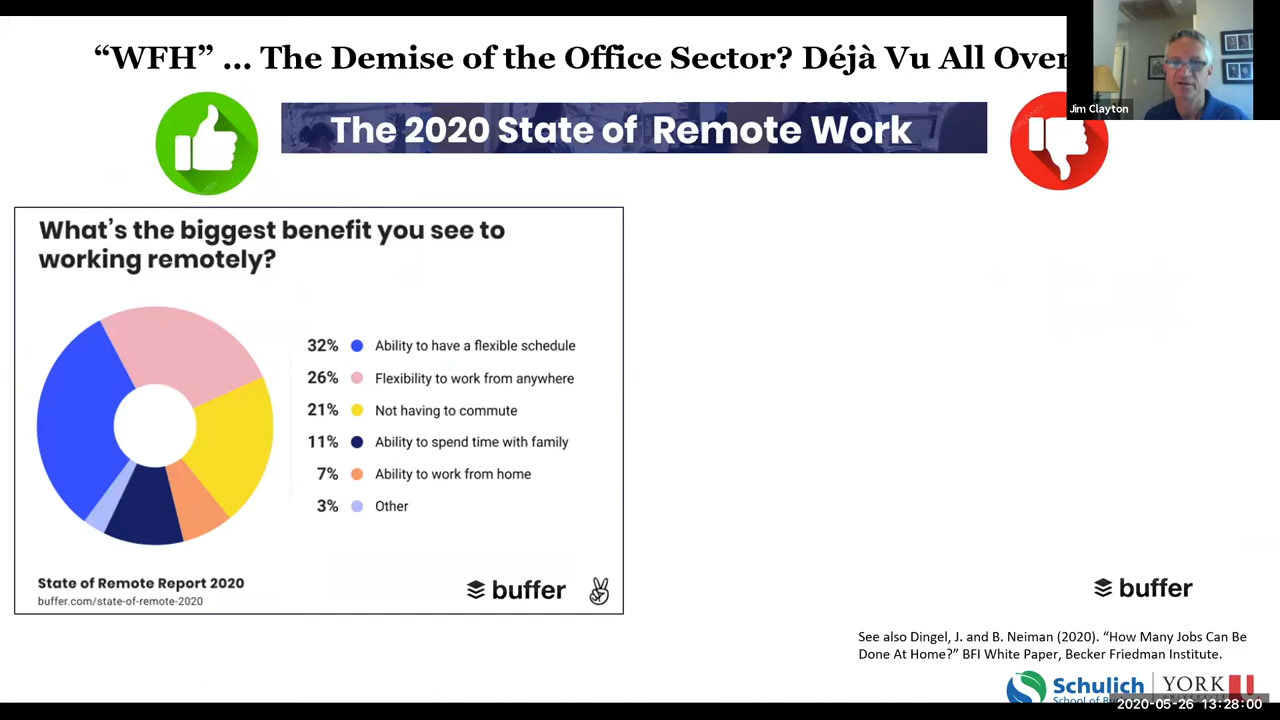 “WFH” ... The Demise of the Office Sector? Déjà Vu All Over
Jim Clayton
The 2020 State of Remote Work
What's the biggest benefit you see to
working remotely?
32% Ability to have a flexible schedule
26% Flexibility to work from anywhere
21% Not having to commute
11% Ability to spend time with family
7% Ability to work from home
3% Other
State of Remote Report 2020
buffer.com/state-of-remote-2020
buffer
buffer
See also Dingel, J. and B. Neiman (2020). “How Many Jobs Can Be
Done At Home?” BFI White Paper, Becker Friedman Institute.
Schulich
School of
YORK
2020-05-26 13:28:00